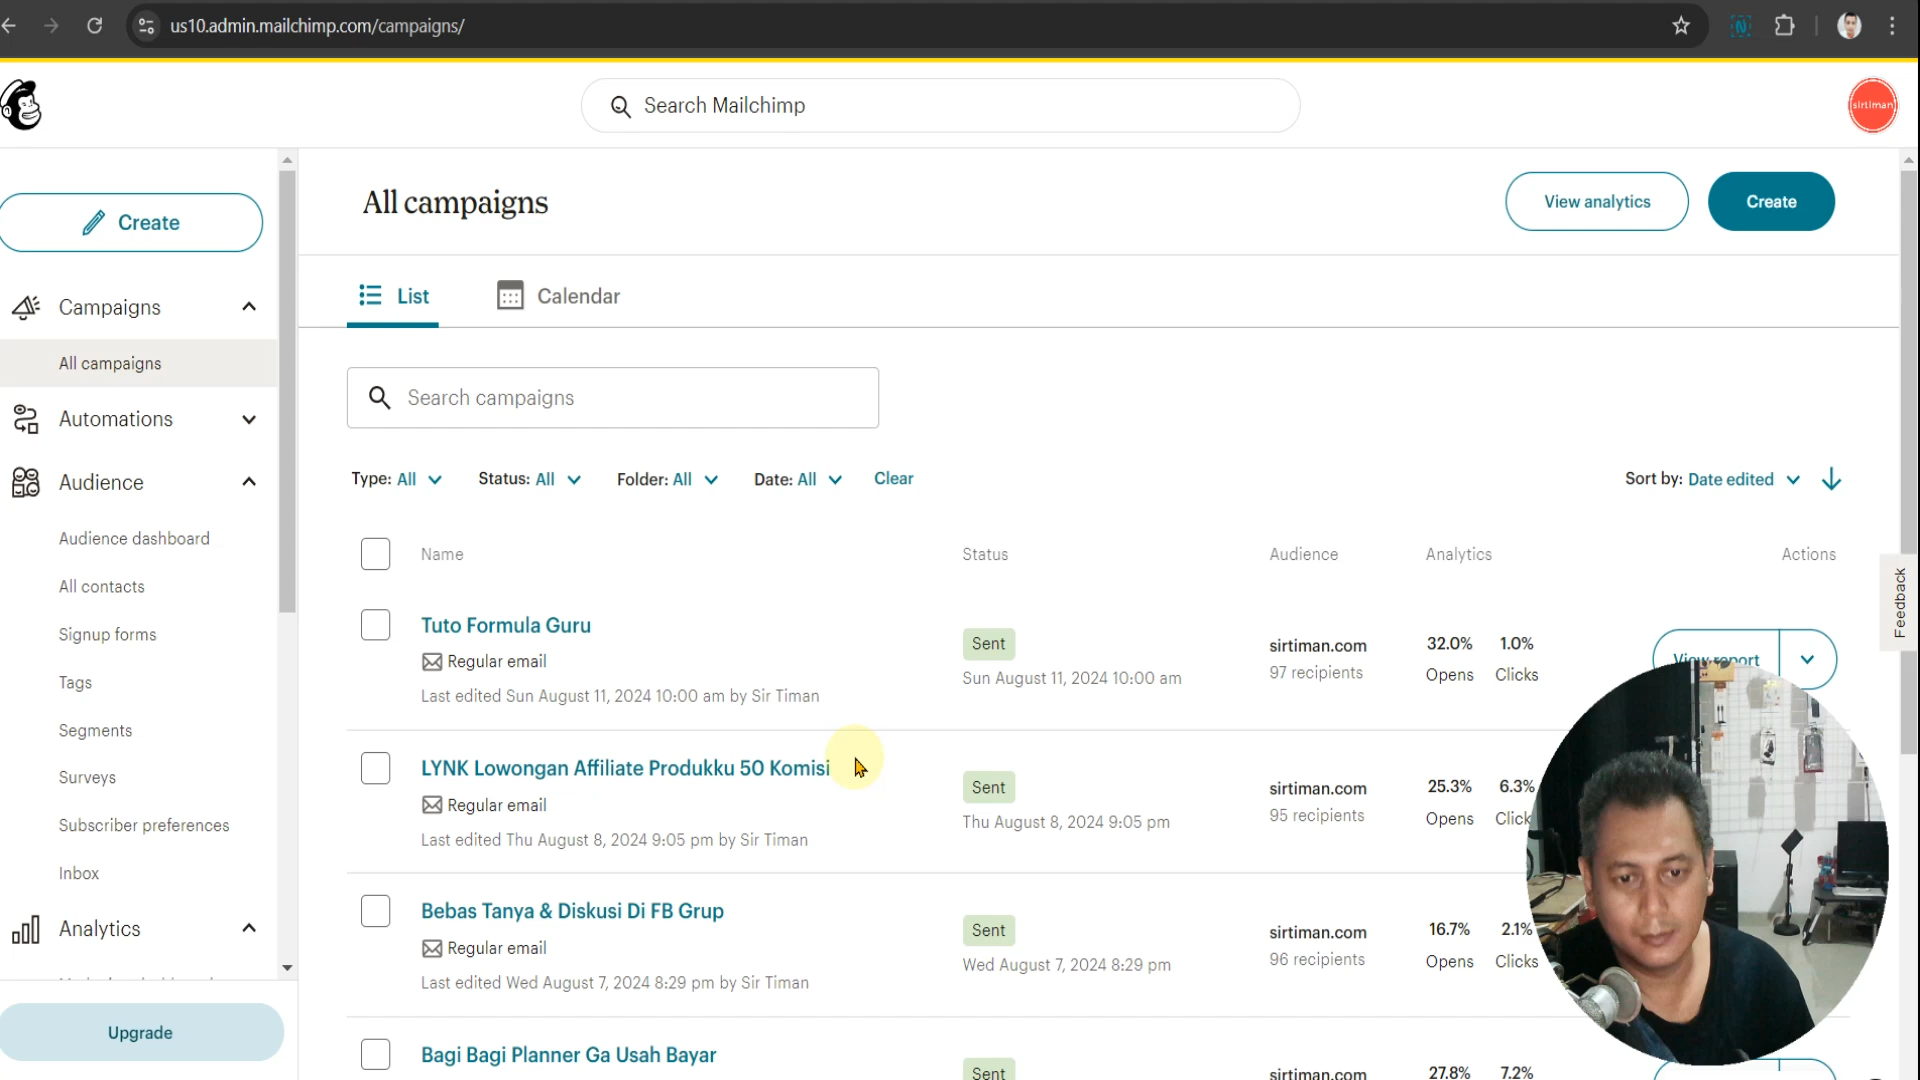 us10.admin.mailchimp.com/campaigns/
Search Mailchimp
sirtiman
Create
Campaigns
All campaigns
Automations
Audience
Audience dashboard
All contacts
Signup forms
Tags
Segments
Surveys
Subscriber preferences
Inbox
Analytics
Upgrade
All campaigns
View analytics
Create
List
Calendar
Search campaigns
Type: All
Status: All
Folder: All
Date: All
Clear
Sort by: Date edited
Name
Status
Audience
Analytics
Actions
Tuto Formula Guru
Regular email
Last edited Sun August 11, 2024 10:00 am by Sir Timan
Sent
Sun August 11, 2024 10:00 am
sirtiman.com
97 recipients
32.0% 1.0%
Opens Clicks
View report
LYNK Lowongan Affiliate Produkku 50 Komisi
Regular email
Last edited Thu August 8, 2024 9:05 pm by Sir Timan
Sent
Thu August 8, 2024 9:05 pm
sirtiman.com
95 recipients
25.3% 6.3%
Opens Click
Bebas Tanya & Diskusi Di FB Grup
Regular email
Last edited Wed August 7, 2024 8:29 pm by Sir Timan
Sent
Wed August 7, 2024 8:29 pm
sirtiman.com
96 recipients
16.7% 2.1%
Opens Clicks
Bagi Bagi Planner Ga Usah Bayar
Sent
sirtiman.com
27.8% 7.2%
Feedback